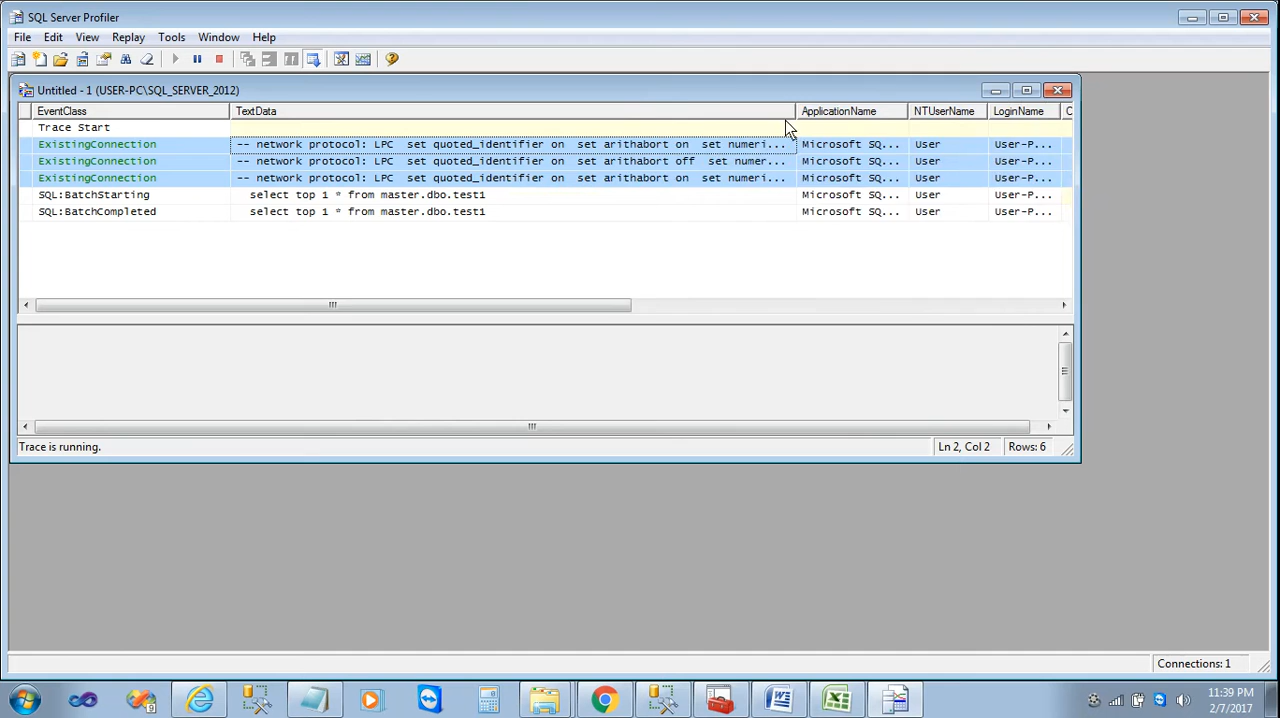 SQL Server Profiler
File Edit View Replay Tools Window Help
Untitled - 1 (USER-PC\SQL_SERVER_2012)
EventClass TextData ApplicationName NTUserName LoginName C
Trace Start
ExistingConnection -- network protocol: LPC set quoted_identifier on set arithabort on set numeri... Microsoft SQ... User User-P...
ExistingConnection -- network protocol: LPC set quoted_identifier on set arithabort off set numer... Microsoft SQ... User User-P...
ExistingConnection -- network protocol: LPC set quoted_identifier on set arithabort on set numeri... Microsoft SQ... User User-P...
SQL:BatchStarting select top 1 * from master.dbo.test1 Microsoft SQ... User User-P...
SQL:BatchCompleted select top 1 * from master.dbo.test1 Microsoft SQ... User User-P...
Trace is running. Ln 2, Col 2 Rows: 6
Connections: 1
11:39 PM
2/7/2017